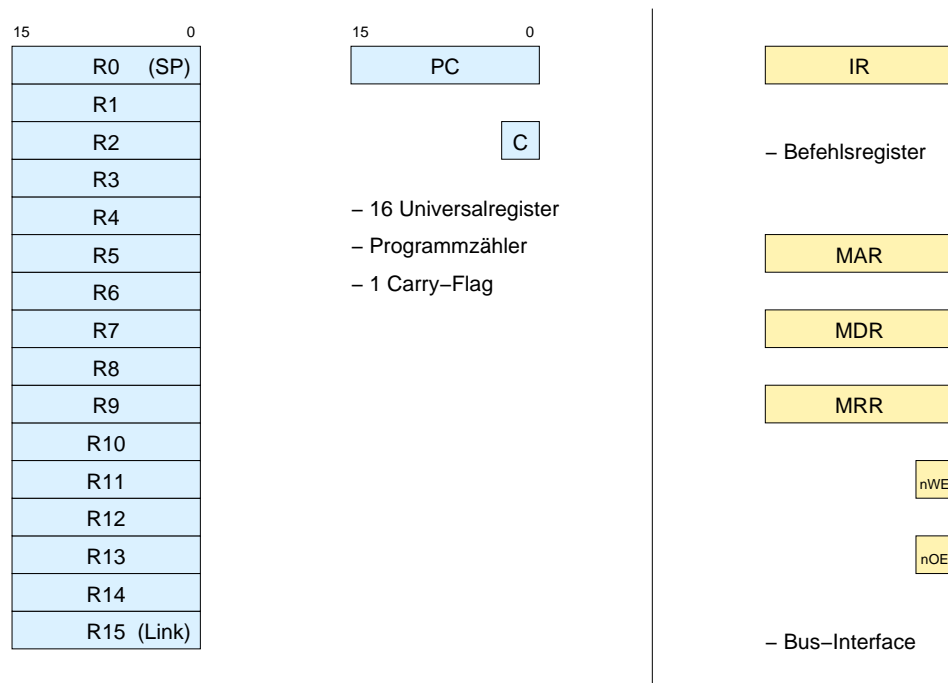 15 0
R0 (SP)
R1
R2
R3
R4
R5
R6
R7
R8
R9
R10
R11
R12
R13
R14
R15 (Link)
15 0
PC
C
− 16 Universalregister
− Programmzähler
− 1 Carry−Flag
IR
− Befehlsregister
MAR
MDR
MRR
nWE
nOE
− Bus−Interface